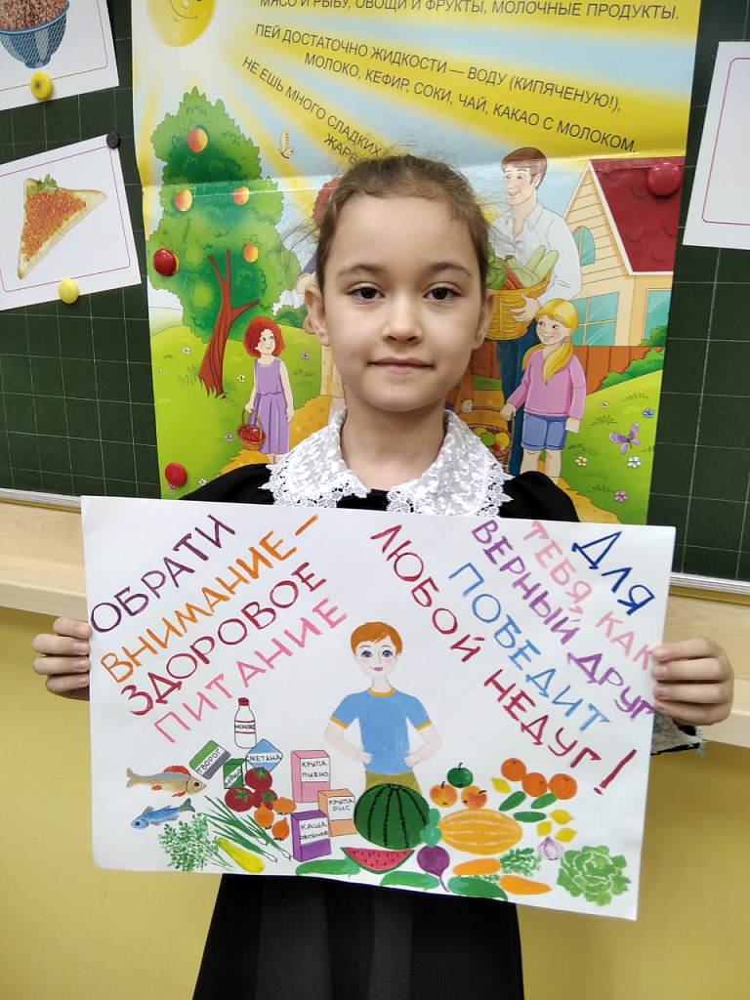 МЯСО И РЫБУ, ОВОЩИ И ФРУКТЫ, МОЛОЧНЫЕ ПРОДУКТЫ.
ПЕЙ ДОСТАТОЧНО ЖИДКОСТИ — ВОДУ (КИПЯЧЕНУЮ!),
МОЛОКО, КЕФИР, СОКИ, ЧАЙ, КАКАО С МОЛОКОМ.
НЕ ЕШЬ МНОГО СЛАДКИХ
ОБРАТИ
ВНИМАНИЕ –
ЗДОРОВОЕ
ПИТАНИЕ
ДЛЯ
ТЕБЯ, КАК
ВЕРНЫЙ ДРУГ
ПОБЕДИТ
ЛЮБОЙ НЕДУГ!
МОЛОКО
ТВОРОГ
СМЕТАНА
КРУПА
ПШЕНО
КРУПА
РИС
КАША
ОВСЯНАЯ